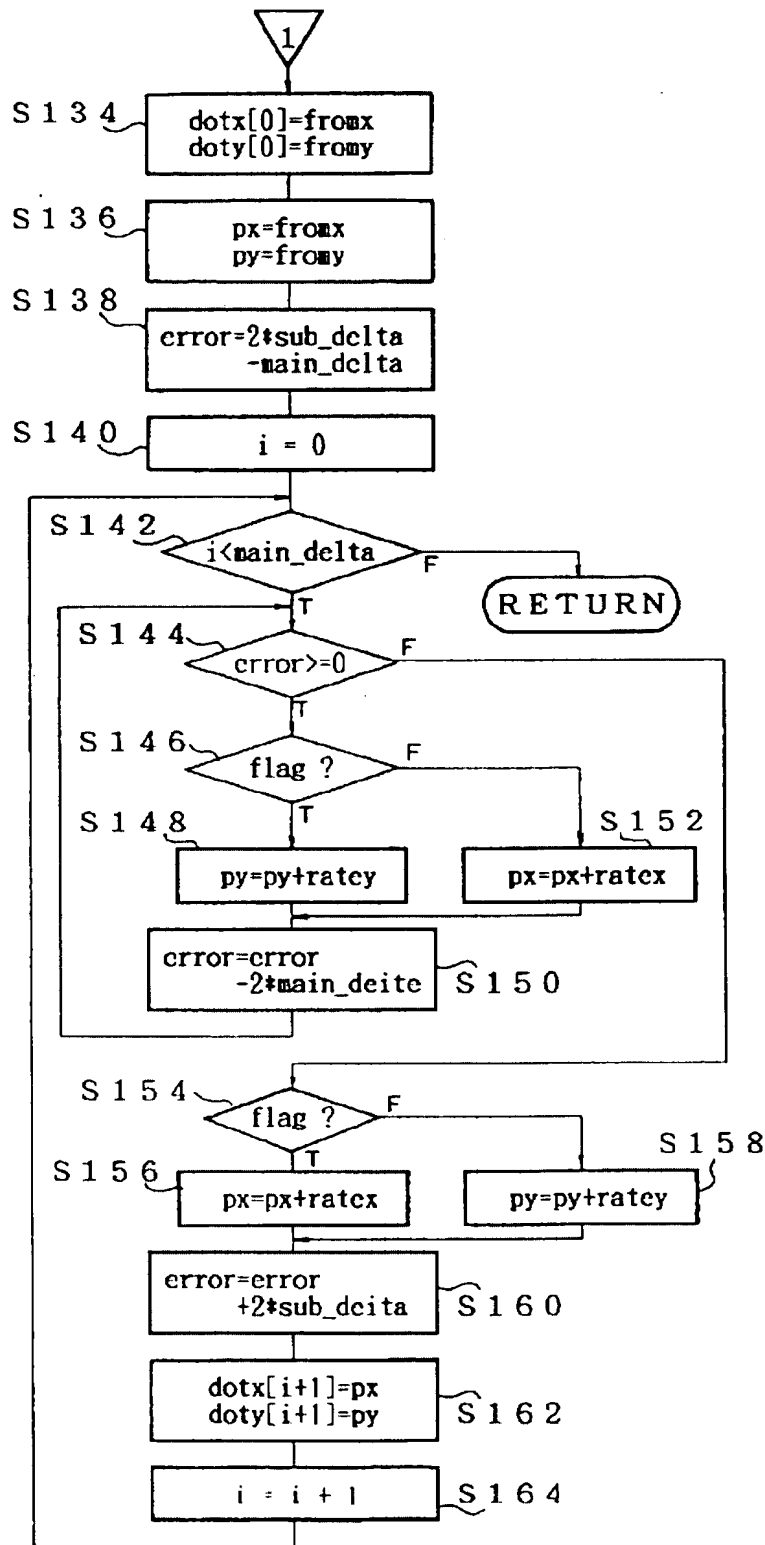 1
S134
dotx[0]=fromx
doty[0]=fromy
S136
px=fromx
py=fromy
S138
error=2*sub_delta
-main_delta
S140
i = 0
S142
i<main_delta
F
RETURN
T
S144
error>=0
F
T
S146
flag ?
F
T
S148
py=py+ratey
S152
px=px+ratex
error=error
-2*main_deite
S150
S154
flag ?
F
T
S156
px=px+ratex
S158
py=py+ratey
error=error
+2*sub_deita
S160
dotx[i+1]=px
doty[i+1]=py
S162
i = i + 1
S164